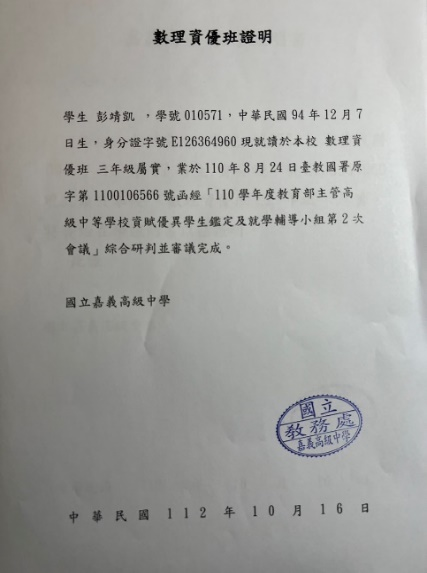 數理資優班證明
學生 彭靖凱 ，學號 010571，中華民國 94 年 12 月 7
日生，身分證字號 E126364960 現就讀於本校 數理資
優班 三年級屬實，業於 110 年 8 月 24 日臺教國署原
字第 1100106566 號函經「110 學年度教育部主管高
級中等學校資賦優異學生鑑定及就學輔導小組第 2 次
會議」綜合研判並審議完成。
國立嘉義高級中學
國立
教務處
嘉義高級中學
中 華 民 國 1 1 2 年 1 0 月 1 6 日